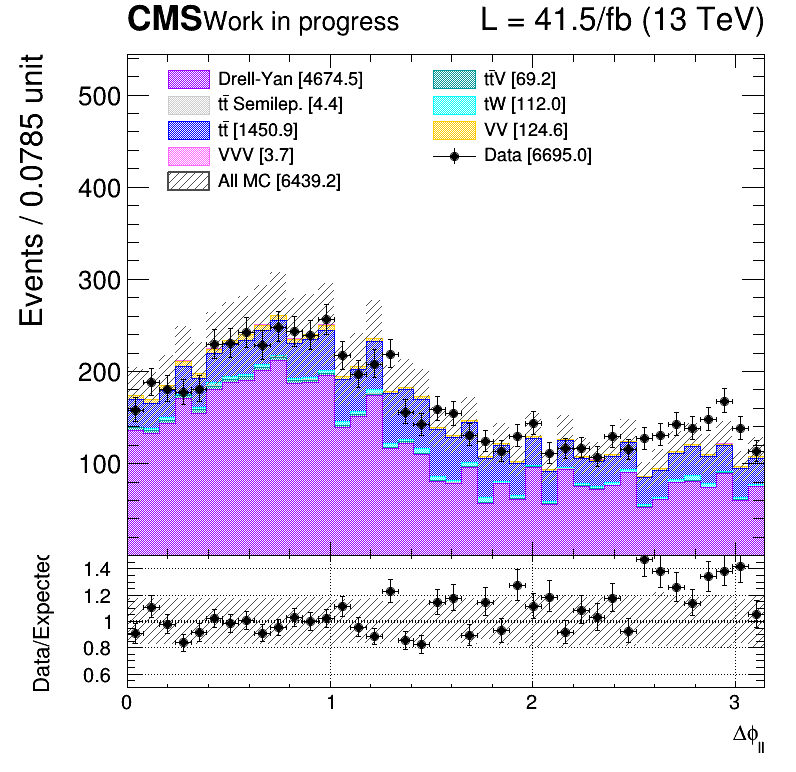 CMS Work in progress L = 41.5/fb (13 TeV)
Drell-Yan [4674.5] tt̄V [69.2]
tt̄ Semilep. [4.4] tW [112.0]
tt̄ [1450.9] VV [124.6]
VVV [3.7] Data [6695.0]
All MC [6439.2]
Events / 0.0785 unit
500
400
300
200
100
Data/Expected
1.4
1.2
1
0.8
0.6
0 1 2 3
Δϕll